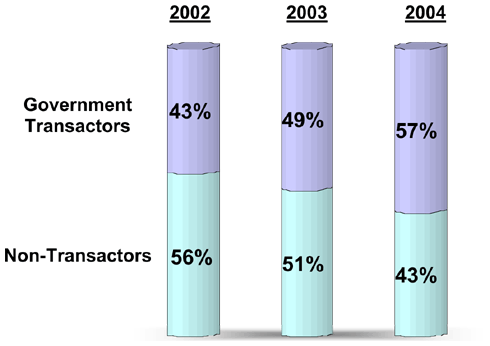 2002 2003 2004
Government
Transactors
43% 49% 57%
Non-Transactors
56% 51% 43%